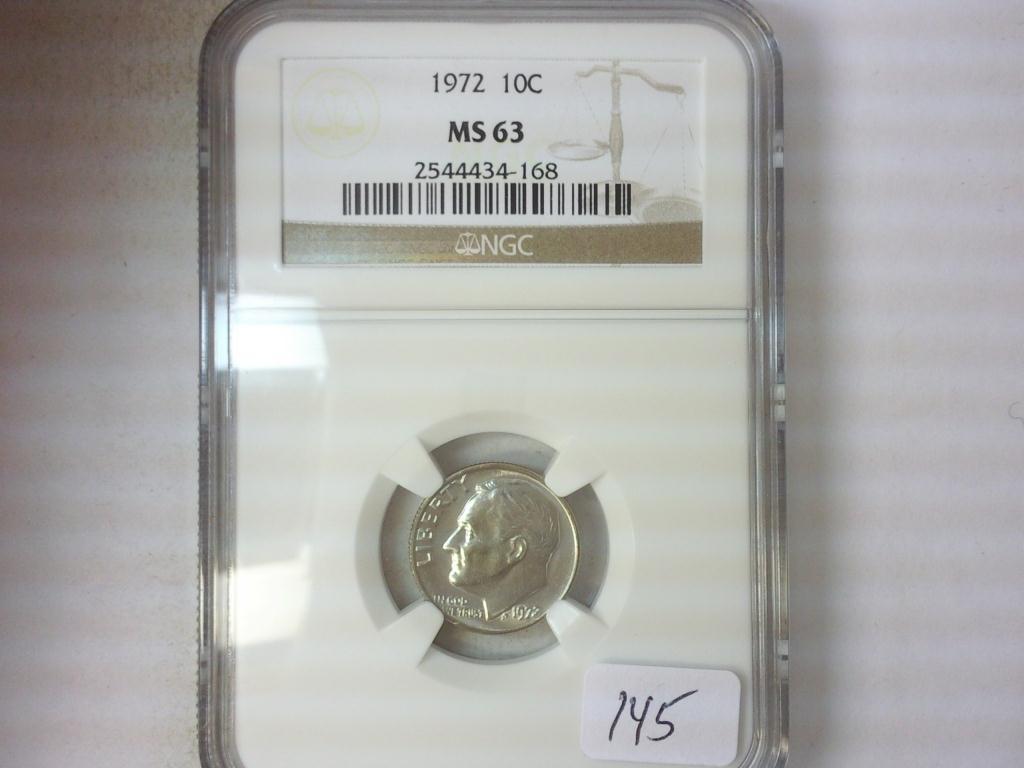 1972 10C
MS 63
2544434-168
NGC
LIBERTY
IN GOD
WE TRUST
1972
145